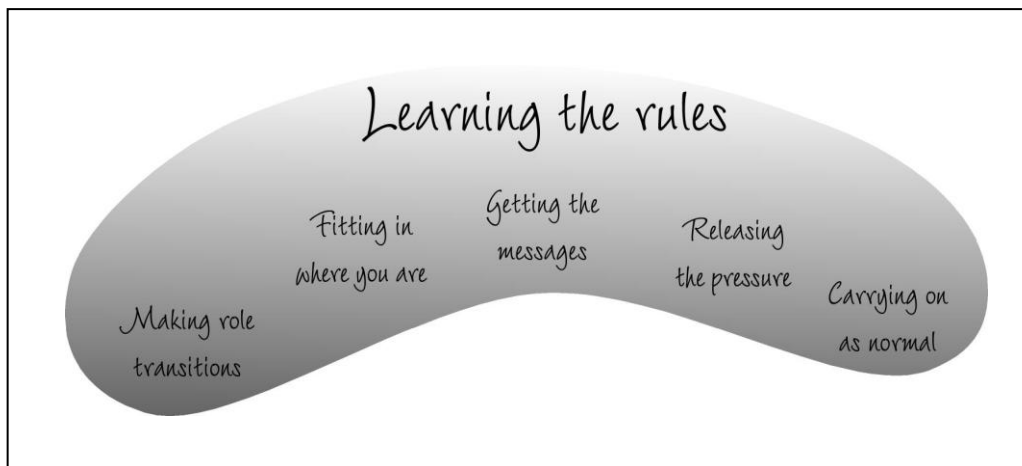 Learning the rules
Making role
transitions
Fitting in
where you are
Getting the
messages
Releasing
the pressure
Carrying on
as normal